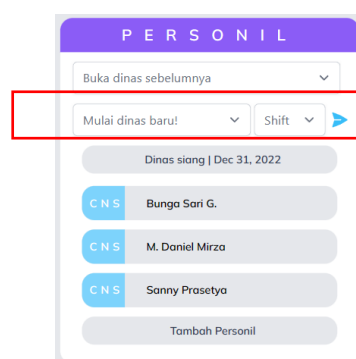 PERSONIL
Buka dinas sebelumnya
Mulai dinas baru! Shift
Dinas siang | Dec 31, 2022
CNS Bunga Sari G.
CNS M. Daniel Mirza
CNS Sanny Prasetya
Tambah Personil